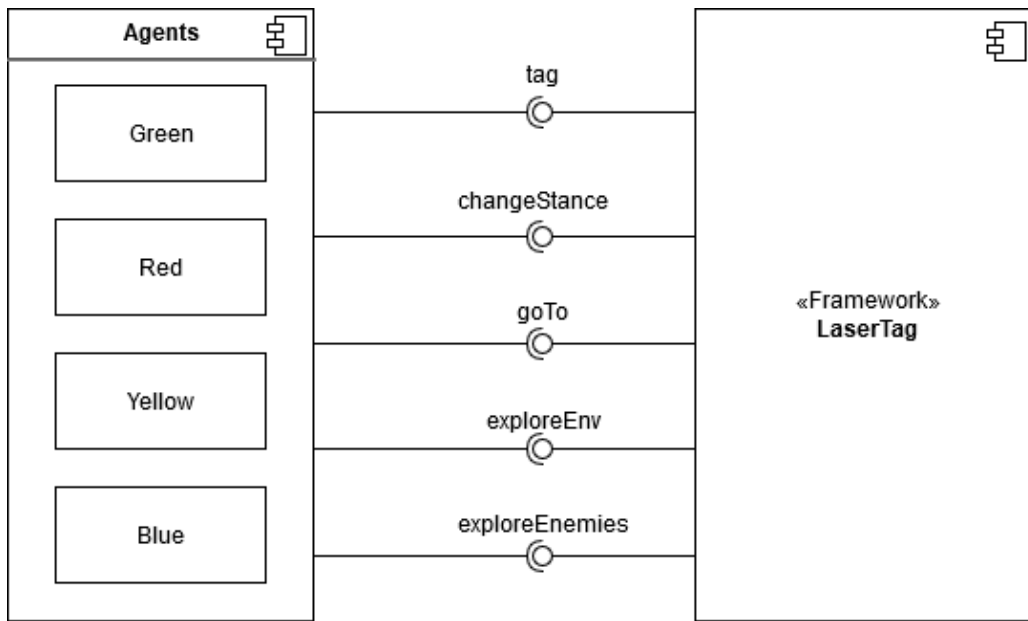 Agents
Green
Red
Yellow
Blue
tag
changeStance
goTo
exploreEnv
exploreEnemies
«Framework»
LaserTag